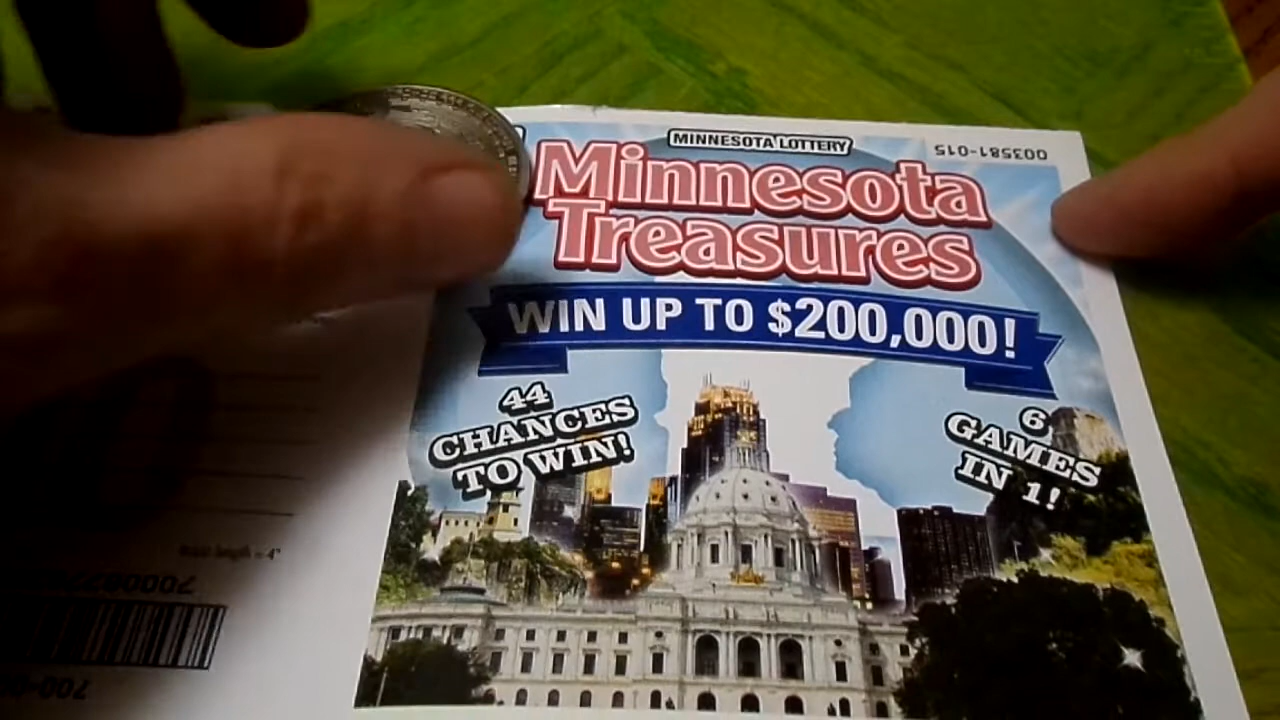 MINNESOTA LOTTERY
003581-015
Minnesota
Treasures
WIN UP TO $200,000!
44
CHANCES
TO WIN!
6
GAMES
IN 1!